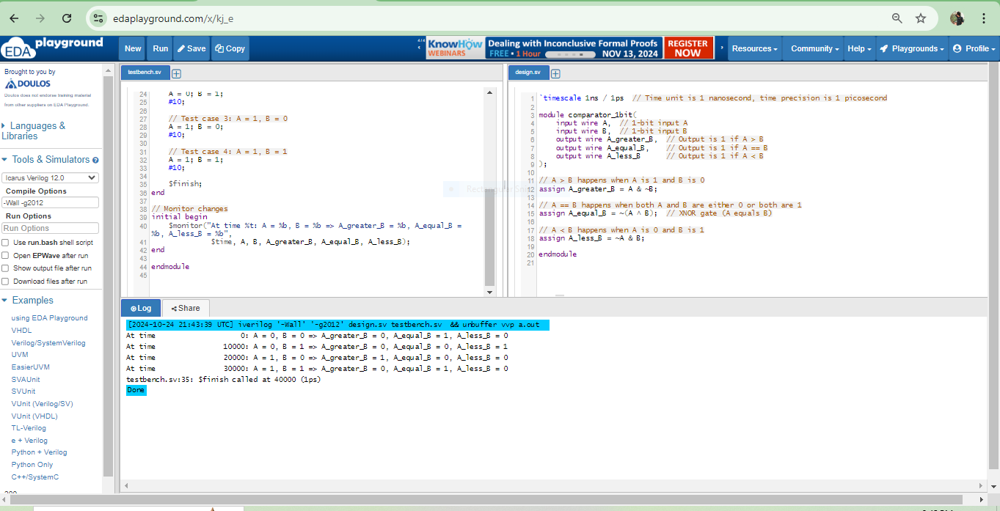 edaplayground.com/x/kj_e
EDA playground
New Run Save Copy
KnowHow WEBINARS
Dealing with Inconclusive Formal Proofs
FREE • 1 Hour NOV 13, 2024
REGISTER NOW
Resources Community Help Playgrounds Profile
Brought to you by
DOULOS
Doulos does not endorse training material
from other suppliers on EDA Playground.
Languages &
Libraries
Tools & Simulators
Icarus Verilog 12.0
Compile Options
-Wall -g2012
Run Options
Run Options
Use run.bash shell script
Open EPWave after run
Show output file after run
Download files after run
Examples
using EDA Playground
VHDL
Verilog/SystemVerilog
UVM
EasierUVM
SVAUnit
SVUnit
VUnit (Verilog/SV)
VUnit (VHDL)
TL-Verilog
e + Verilog
Python + Verilog
Python Only
C++/SystemC
testbench.sv
24 A = 0; B = 1;
25 #10;
26
27 // Test case 3: A = 1, B = 0
28 A = 1; B = 0;
29 #10;
30
31 // Test case 4: A = 1, B = 1
32 A = 1; B = 1;
33 #10;
34
35 $finish;
36 end
37
38 // Monitor changes
39 initial begin
40 $monitor("At time %t: A = %b, B = %b => A_greater_B = %b, A_equal_B =
%b, A_less_B = %b",
41 $time, A, B, A_greater_B, A_equal_B, A_less_B);
42 end
43
44 endmodule
45
design.sv
1 `timescale 1ns / 1ps // Time unit is 1 nanosecond, time precision is 1 picosecond
2
3 module comparator_1bit(
4 input wire A, // 1-bit input A
5 input wire B, // 1-bit input B
6 output wire A_greater_B, // Output is 1 if A > B
7 output wire A_equal_B, // Output is 1 if A == B
8 output wire A_less_B // Output is 1 if A < B
9 );
10
11 // A > B happens when A is 1 and B is 0
12 assign A_greater_B = A & ~B;
13
14 // A == B happens when both A and B are either 0 or both are 1
15 assign A_equal_B = ~(A ^ B); // XNOR gate (A equals B)
16
17 // A < B happens when A is 0 and B is 1
18 assign A_less_B = ~A & B;
19
20 endmodule
21
Rectangular Snip
Log Share
[2024-10-24 21:43:39 UTC] iverilog '-Wall' '-g2012' design.sv testbench.sv && unbuffer vvp a.out
At time 0: A = 0, B = 0 => A_greater_B = 0, A_equal_B = 1, A_less_B = 0
At time 10000: A = 0, B = 1 => A_greater_B = 0, A_equal_B = 0, A_less_B = 1
At time 20000: A = 1, B = 0 => A_greater_B = 1, A_equal_B = 0, A_less_B = 0
At time 30000: A = 1, B = 1 => A_greater_B = 0, A_equal_B = 1, A_less_B = 0
testbench.sv:35: $finish called at 40000 (1ps)
Done